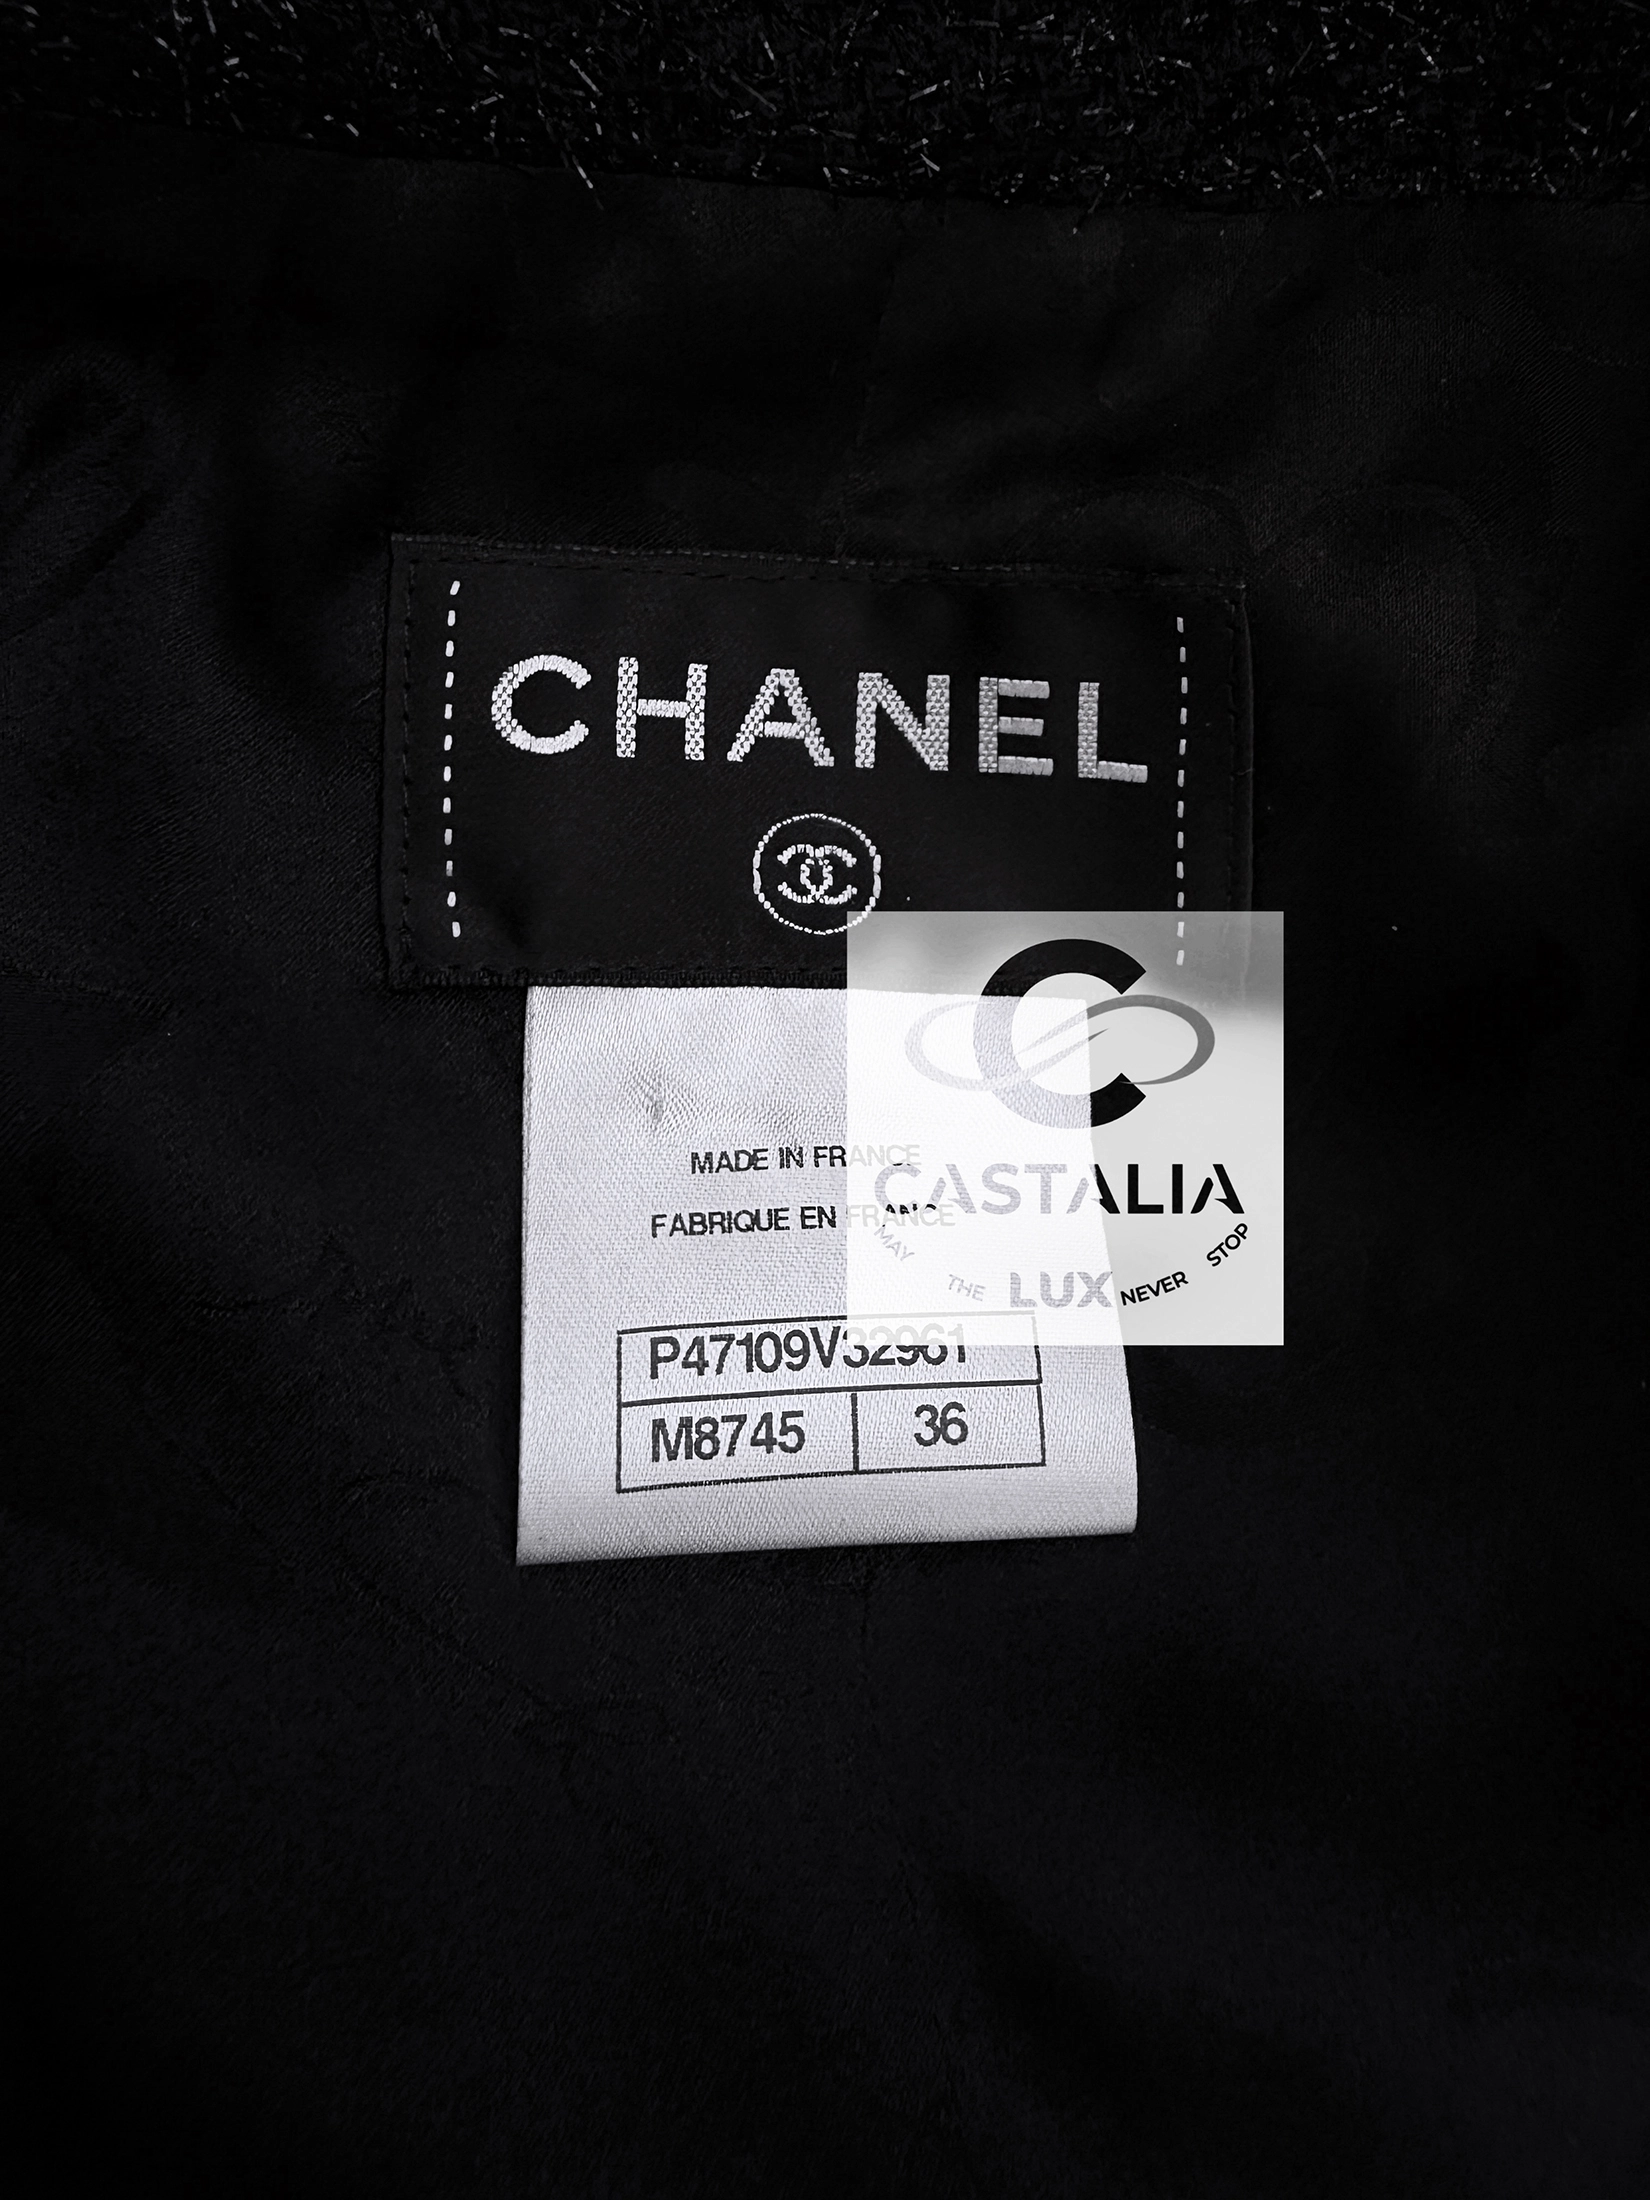 CHANEL
MADE IN FRANCE
FABRIQUE EN FRANCE
CASTALIA
MAY THE LUX NEVER STOP
P47109V32961
M8745 36